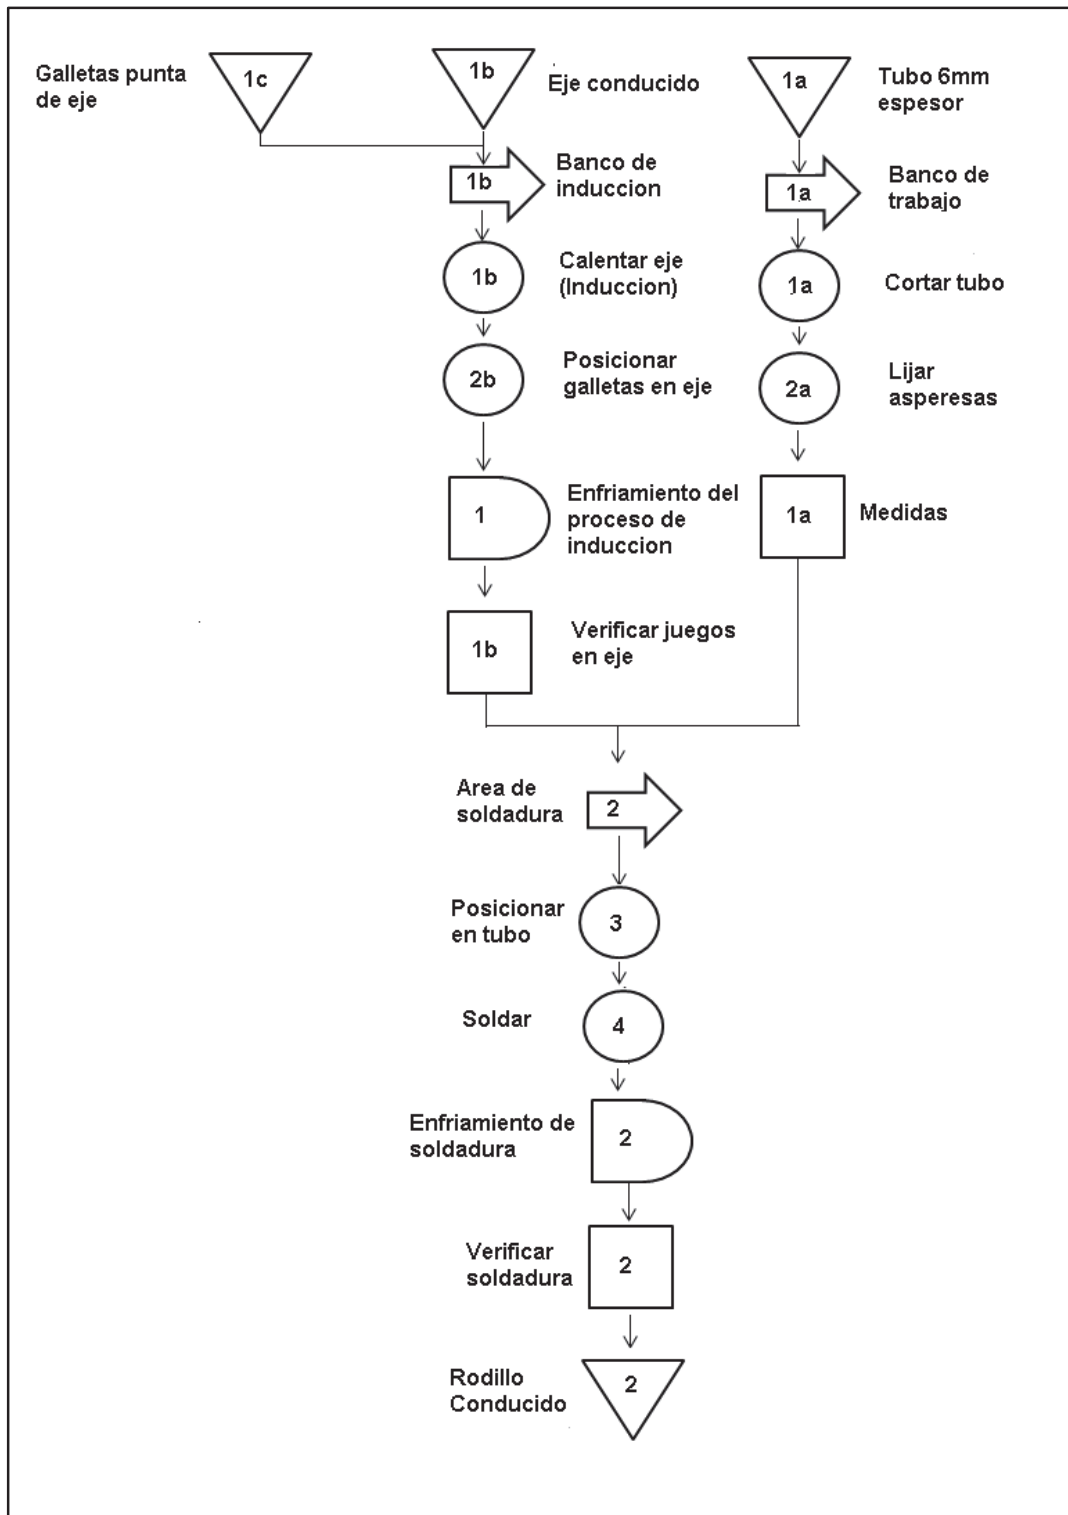 Galletas punta
de eje
1c
1b
Eje conducido
1a
Tubo 6mm
espesor
1b
Banco de
induccion
1a
Banco de
trabajo
1b
Calentar eje
(Induccion)
1a
Cortar tubo
2b
Posicionar
galletas en eje
2a
Lijar
asperesas
1
Enfriamiento del
proceso de
induccion
1a
Medidas
1b
Verificar juegos
en eje
Area de
soldadura
2
Posicionar
en tubo
3
Soldar
4
Enfriamiento de
soldadura
2
Verificar
soldadura
2
Rodillo
Conducido
2